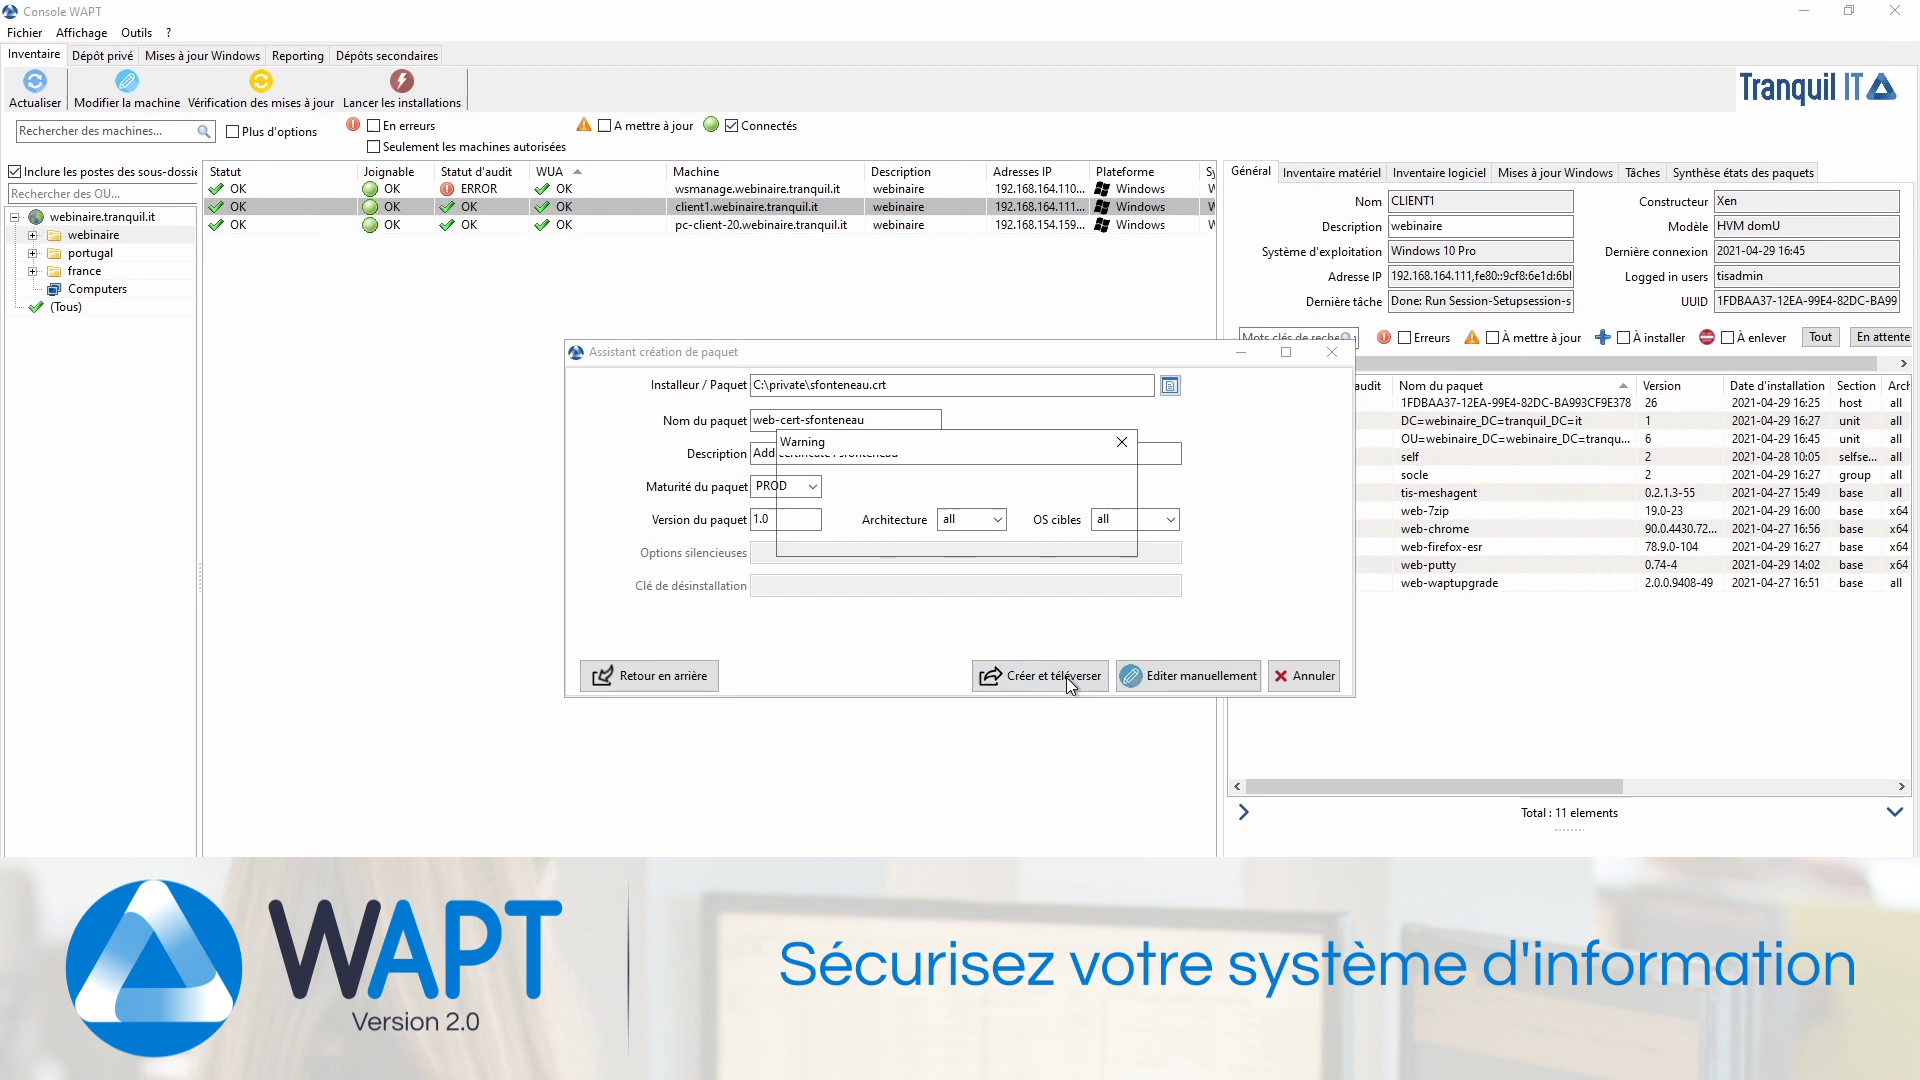 Console WAPT
Fichier Affichage Outils ?
Inventaire Dépôt privé Mises à jour Windows Reporting Dépôts secondaires
Actualiser Modifier la machine Vérification des mises à jour Lancer les installations
Tranquil IT
Rechercher des machines... Plus d'options En erreurs A mettre à jour Connectés
Seulement les machines autorisées
Inclure les postes des sous-dossie
Rechercher des OU...
webinaire.tranquil.it
webinaire
portugal
france
Computers
(Tous)
Statut Joignable Statut d'audit WUA Machine Description Adresses IP Plateforme
OK OK ERROR OK wsmanage.webinaire.tranquil.it webinaire 192.168.164.110... Windows
OK OK OK OK client1.webinaire.tranquil.it webinaire 192.168.164.111... Windows
OK OK OK OK pc-client-20.webinaire.tranquil.it webinaire 192.168.154.159... Windows
Général Inventaire matériel Inventaire logiciel Mises à jour Windows Tâches Synthèse états des paquets
Nom CLIENT1 Constructeur Xen
Description webinaire Modèle HVM domU
Système d'exploitation Windows 10 Pro Dernière connexion 2021-04-29 16:45
Adresse IP 192.168.164.111,fe80::9cf8:6e1d:6bl Logged in users tisadmin
Dernière tâche Done: Run Session-Setupsession-s UUID 1FDBAA37-12EA-99E4-82DC-BA99
Mots clés de reche Erreurs À mettre à jour À installer À enlever Tout En attente
audit Nom du paquet Version Date d'installation Section Arch
1FDBAA37-12EA-99E4-82DC-BA993CF9E378 26 2021-04-29 16:25 host all
DC=webinaire_DC=tranquil_DC=it 1 2021-04-29 16:27 unit all
OU=webinaire_DC=webinaire_DC=tranqu... 6 2021-04-29 16:45 unit all
self 2 2021-04-28 10:05 selfse... all
socle 2 2021-04-29 16:27 group all
tis-meshagent 0.2.1.3-55 2021-04-27 15:49 base all
web-7zip 19.0-23 2021-04-29 16:00 base x64
web-chrome 90.0.4430.72... 2021-04-27 16:56 base x64
web-firefox-esr 78.9.0-104 2021-04-29 16:27 base x64
web-putty 0.74-4 2021-04-29 14:02 base x64
web-waptupgrade 2.0.0.9408-49 2021-04-27 16:51 base all
Total : 11 elements
Assistant création de paquet
Installeur / Paquet C:\private\sfonteneau.crt
Nom du paquet web-cert-sfonteneau
Warning
Description Add certificate : sfonteneau
Maturité du paquet PROD
Version du paquet 1.0 Architecture all OS cibles all
Options silencieuses
Clé de désinstallation
Retour en arrière Créer et téléverser Editer manuellement Annuler
WAPT
Version 2.0
Sécurisez votre système d'information